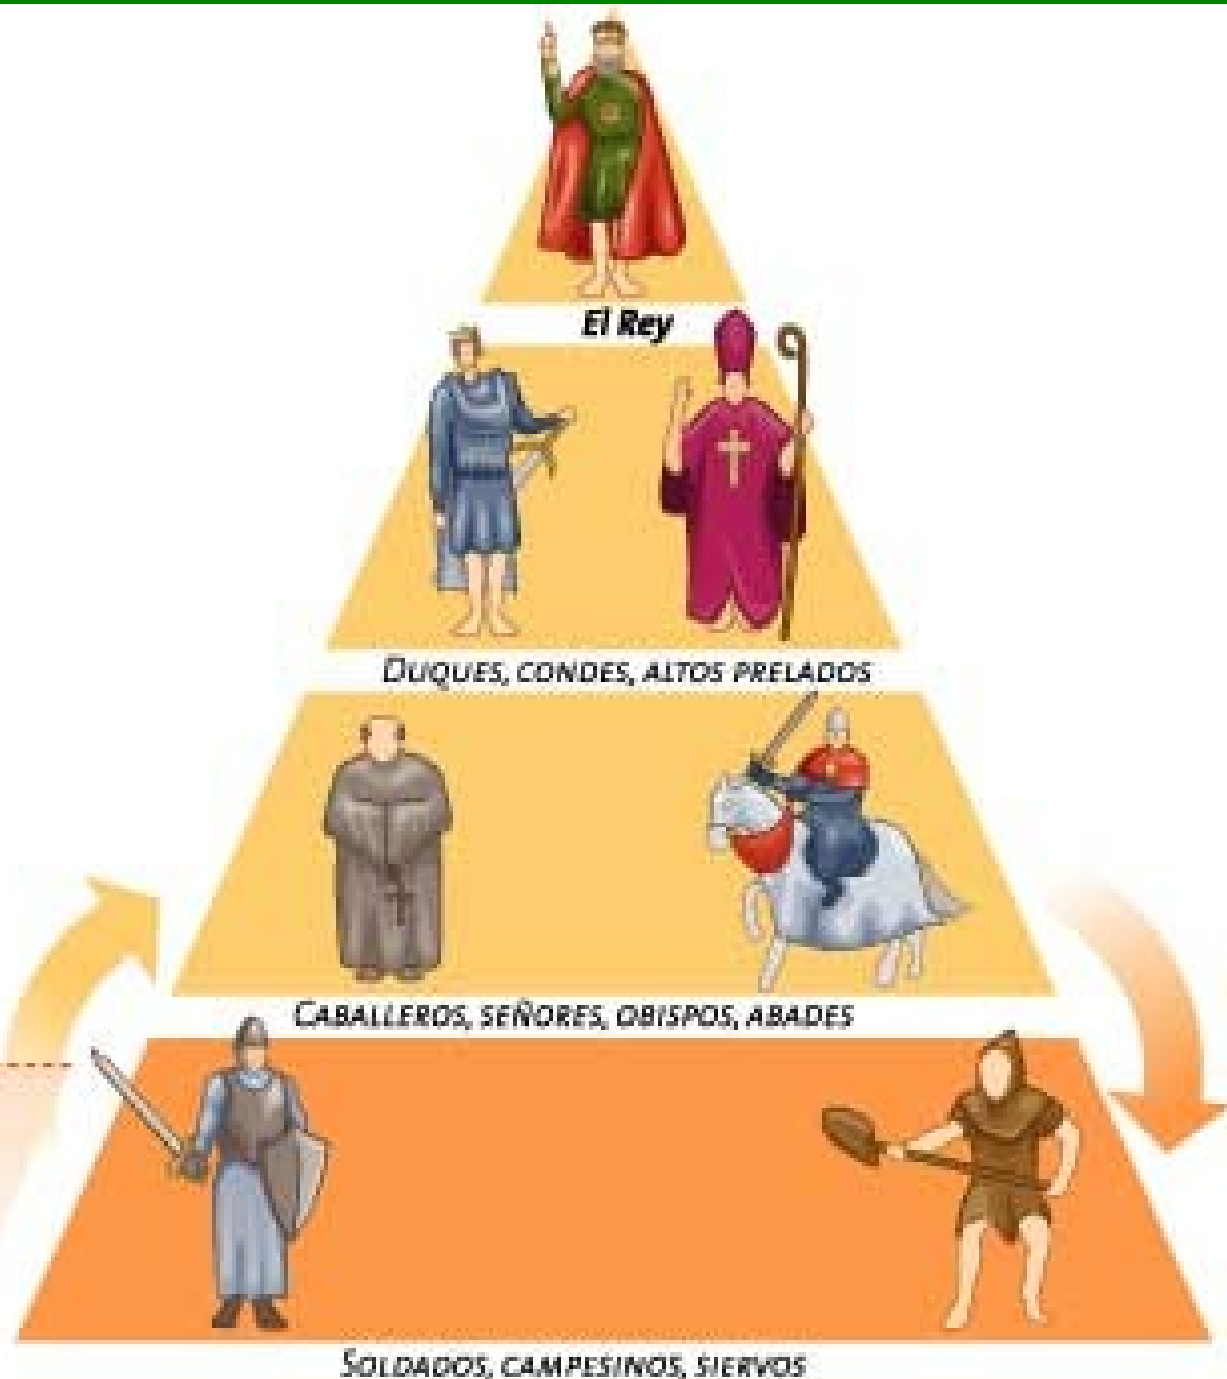 El Rey
DUQUES, CONDES, ALTOS PRELADOS
CABALLEROS, SEÑORES, OBISPOS, ABADES
SOLDADOS, CAMPESINOS, SIERVOS